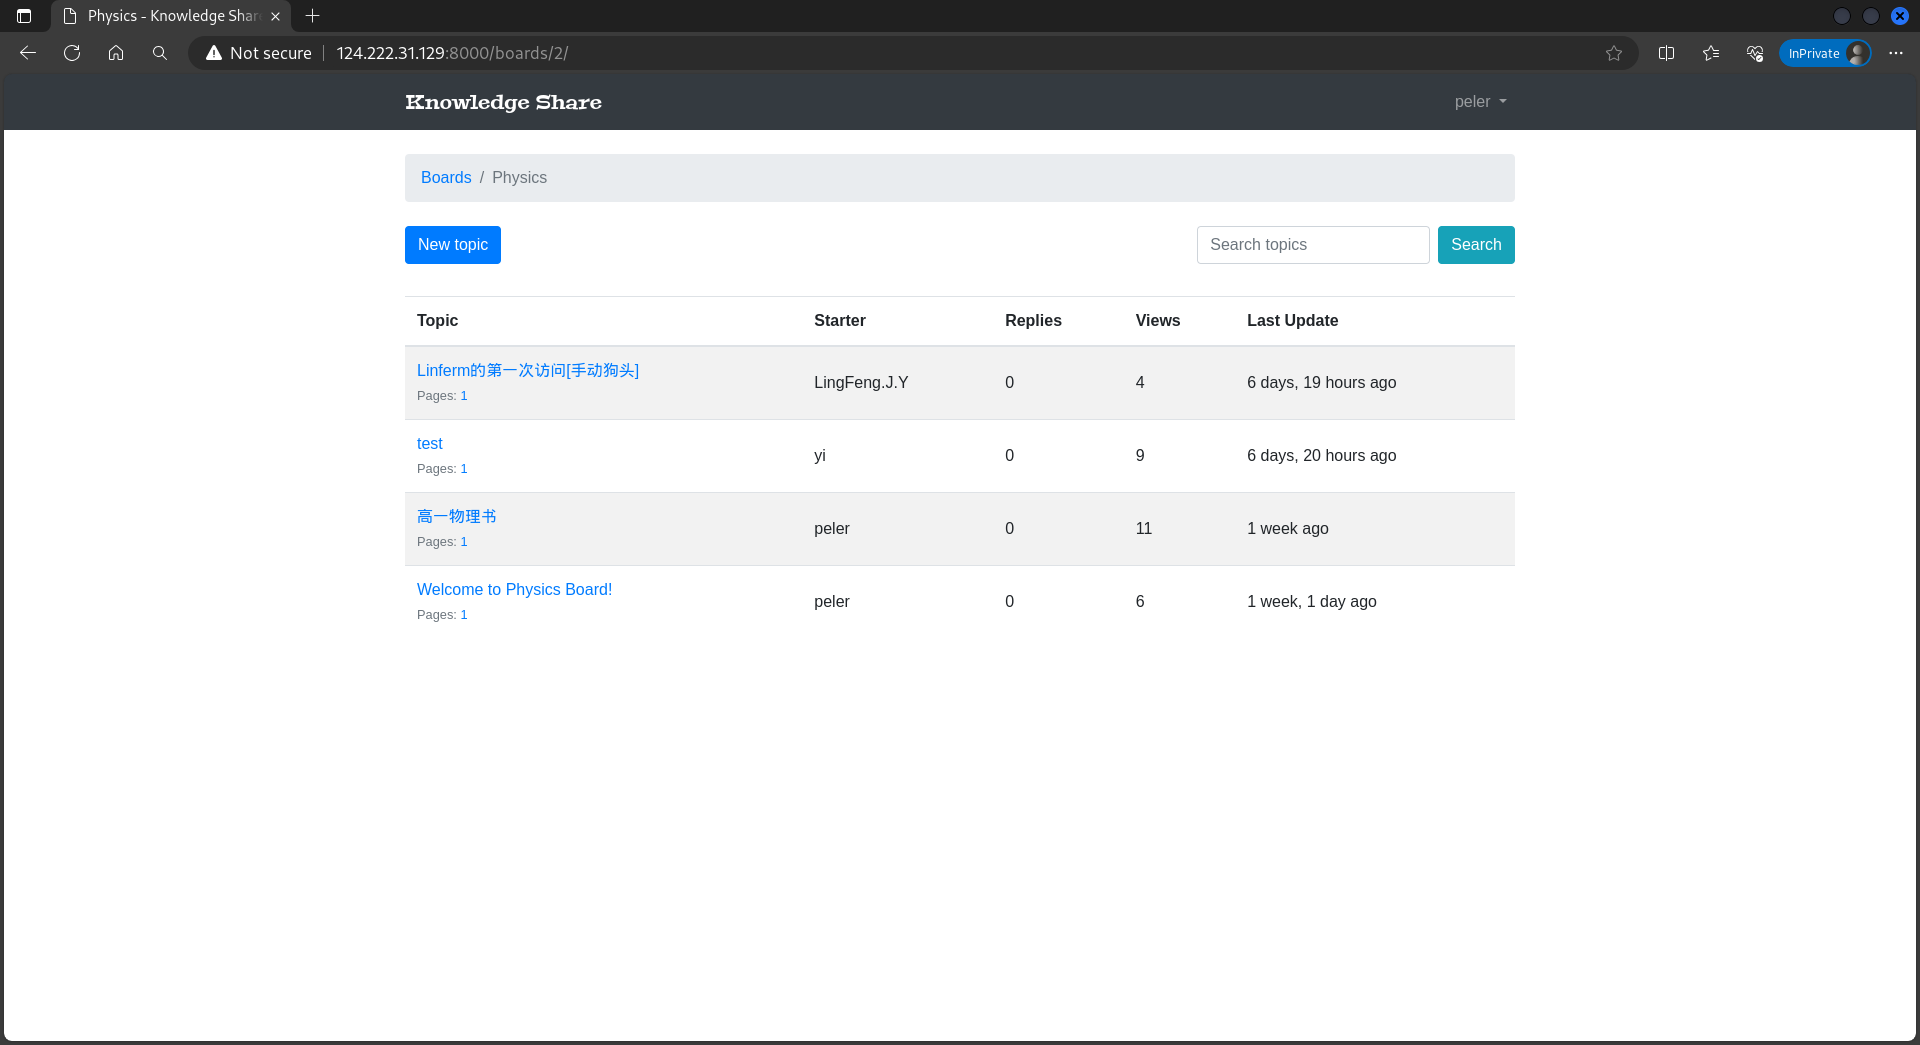 Physics - Knowledge Shar
Not secure 124.222.31.129:8000/boards/2/
InPrivate
Knowledge Share
peler
Boards / Physics
New topic
Search topics
Search
Topic Starter Replies Views Last Update
Linferm的第一次访问[手动狗头]
Pages: 1
LingFeng.J.Y 0 4 6 days, 19 hours ago
test
Pages: 1
yi 0 9 6 days, 20 hours ago
高一物理书
Pages: 1
peler 0 11 1 week ago
Welcome to Physics Board!
Pages: 1
peler 0 6 1 week, 1 day ago